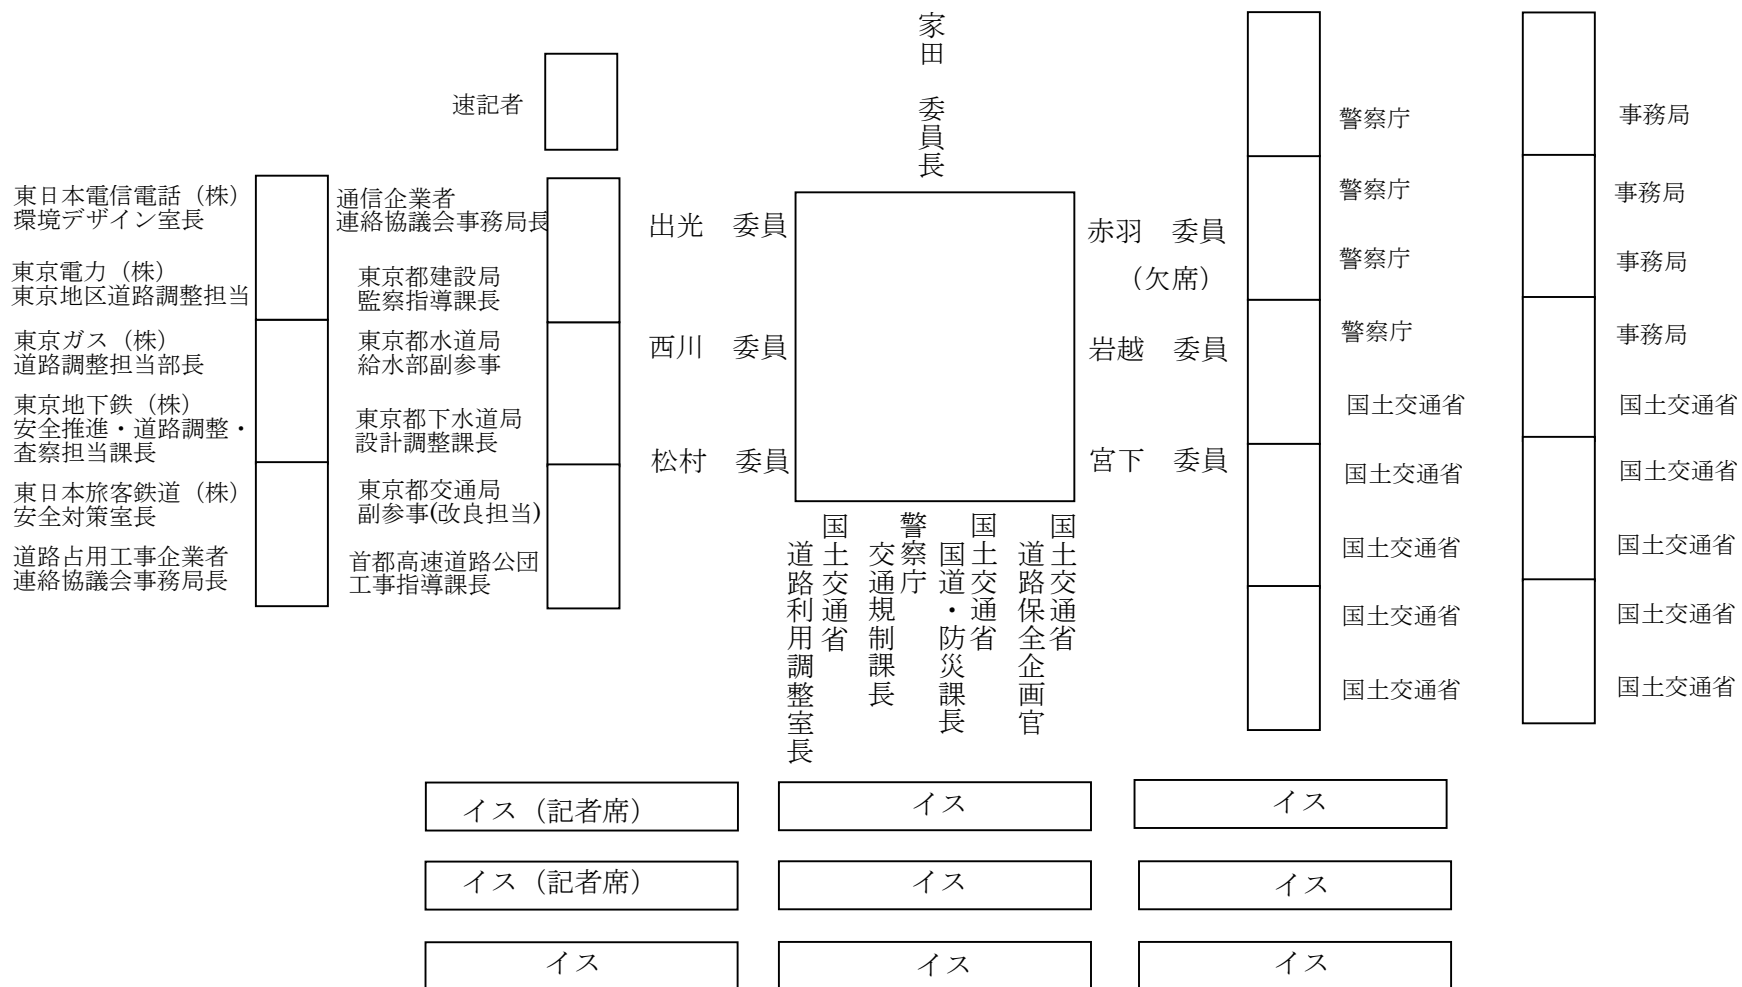 家田　委員長
速記者
東日本電信電話（株）
環境デザイン室長
東京電力（株）
東京地区道路調整担当
東京ガス（株）
道路調整担当部長
東京地下鉄（株）
安全推進・道路調整・
査察担当課長
東日本旅客鉄道（株）
安全対策室長
道路占用工事企業者
連絡協議会事務局長
通信企業者
連絡協議会事務局長
東京都建設局
監察指導課長
東京都水道局
給水部副参事
東京都下水道局
設計調整課長
東京都交通局
副参事(改良担当)
首都高速道路公団
工事指導課長
出光　委員
西川　委員
松村　委員
赤羽　委員
（欠席）
岩越　委員
宮下　委員
国土交通省
道路保全企画官
国土交通省
国道・防災課長
警察庁
交通規制課長
国土交通省
道路利用調整室長
警察庁
警察庁
警察庁
警察庁
国土交通省
国土交通省
国土交通省
国土交通省
国土交通省
事務局
事務局
事務局
事務局
国土交通省
国土交通省
国土交通省
国土交通省
国土交通省
イス（記者席）
イス
イス
イス（記者席）
イス
イス
イス
イス
イス